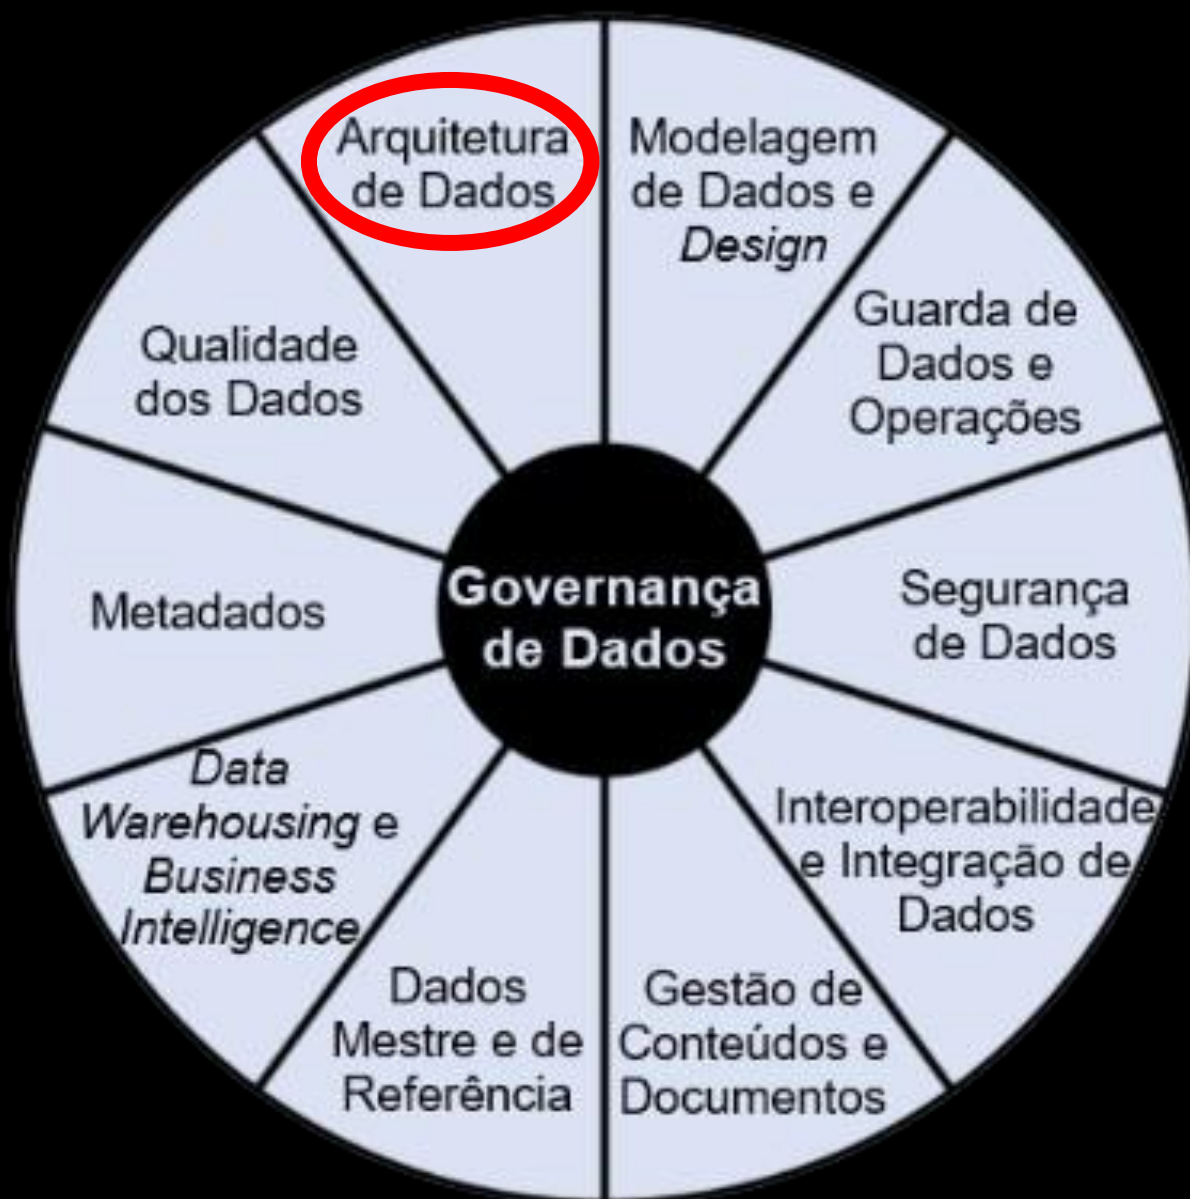 Arquitetura
de Dados
Modelagem
de Dados e
Design
Guarda de
Dados e
Operações
Segurança
de Dados
Interoperabilidade
e Integração de
Dados
Gestão de
Conteúdos e
Documentos
Dados
Mestre e de
Referência
Data
Warehousing e
Business
Intelligence
Metadados
Qualidade
dos Dados
Governança
de Dados